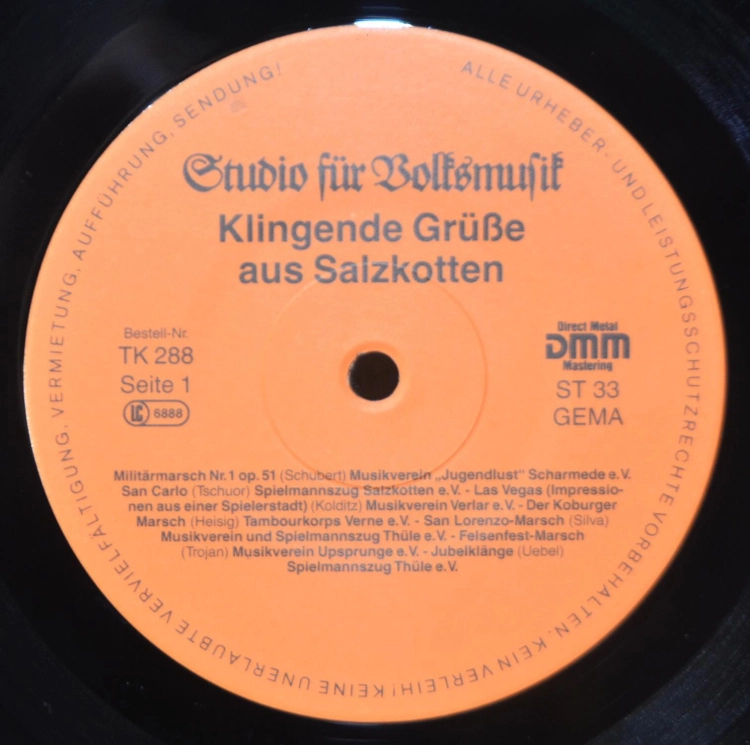 ALLE URHEBER- UND LEISTUNGSSCHUTZRECHTE VORBEHALTEN. KEIN VERLEIH! KEINE UNERLAUBTE VERVIELFÄLTIGUNG, VERMIETUNG, AUFFÜHRUNG, SENDUNG!
Studio für Volksmusik
Klingende Grüße
aus Salzkotten
Bestell-Nr.
TK 288
Seite 1
LC 6888
Direct Metal
DMM
Mastering
ST 33
GEMA
Militärmarsch Nr. 1 op. 51 (Schubert) Musikverein „Jugendlust" Scharmede e.V.
San Carlo (Tschuor) Spielmannszug Salzkotten e.V. - Las Vegas (Impressio-
nen aus einer Spielerstadt) (Kolditz) Musikverein Verlar e.V. - Der Koburger
Marsch (Heisig) Tambourkorps Verne e.V. - San Lorenzo-Marsch (Silva)
Musikverein und Spielmannszug Thüle e.V. - Felsenfest-Marsch
(Trojan) Musikverein Upsprunge e.V. - Jubelklänge (Uebel)
Spielmannszug Thüle e.V.